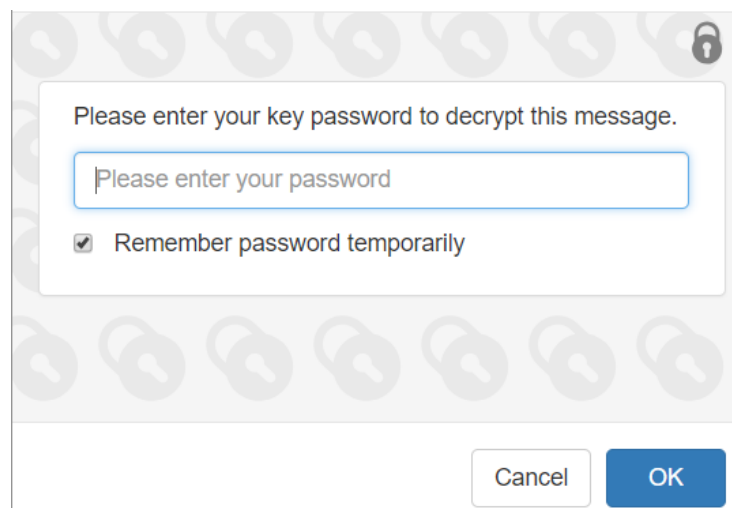 Please enter your key password to decrypt this message.
Please enter your password
Remember password temporarily
Cancel OK